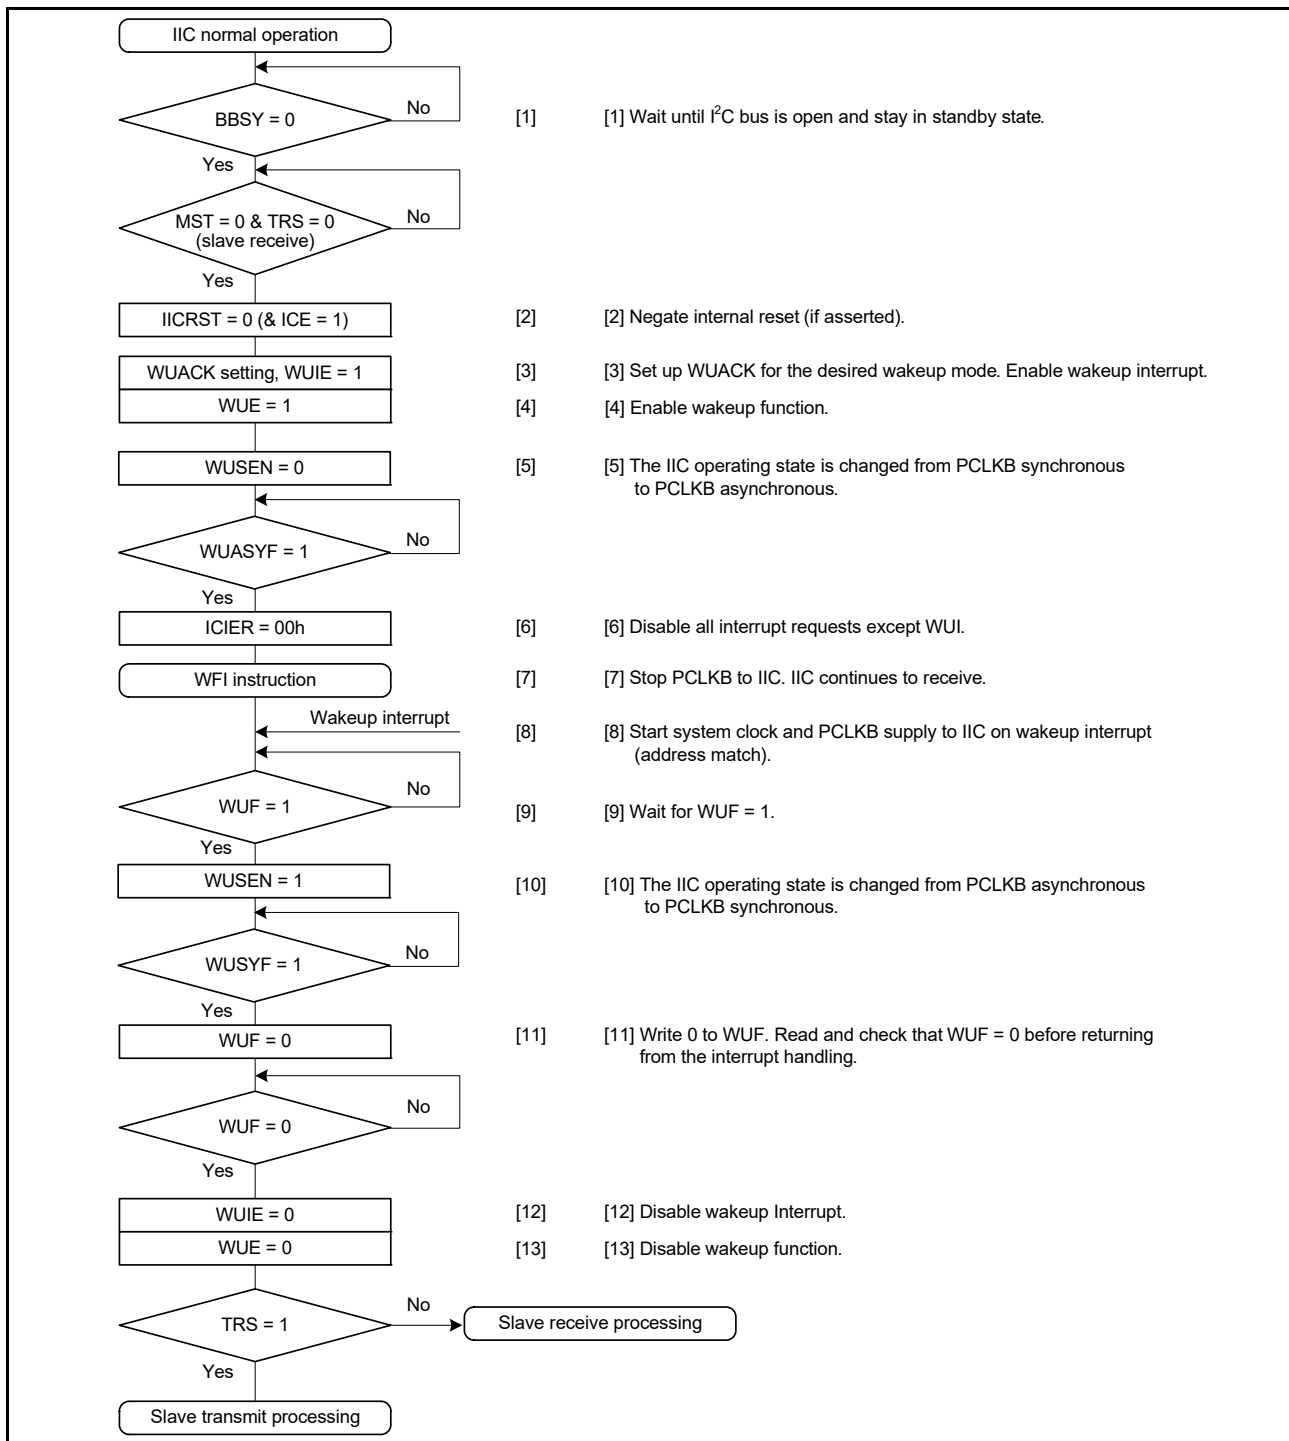 IIC normal operation
No
BBSY = 0
[1] [1] Wait until I²C bus is open and stay in standby state.
Yes
MST = 0 & TRS = 0
(slave receive)
No
Yes
IICRST = 0 (& ICE = 1)
[2] [2] Negate internal reset (if asserted).
WUACK setting, WUIE = 1
[3] [3] Set up WUACK for the desired wakeup mode. Enable wakeup interrupt.
WUE = 1
[4] [4] Enable wakeup function.
WUSEN = 0
[5] [5] The IIC operating state is changed from PCLKB synchronous
to PCLKB asynchronous.
No
WUASYF = 1
Yes
ICIER = 00h
[6] [6] Disable all interrupt requests except WUI.
WFI instruction
[7] [7] Stop PCLKB to IIC. IIC continues to receive.
Wakeup interrupt
[8] [8] Start system clock and PCLKB supply to IIC on wakeup interrupt
(address match).
No
WUF = 1
[9] [9] Wait for WUF = 1.
Yes
WUSEN = 1
[10] [10] The IIC operating state is changed from PCLKB asynchronous
to PCLKB synchronous.
No
WUSYF = 1
Yes
WUF = 0
[11] [11] Write 0 to WUF. Read and check that WUF = 0 before returning
from the interrupt handling.
No
WUF = 0
Yes
WUIE = 0
[12] [12] Disable wakeup Interrupt.
WUE = 0
[13] [13] Disable wakeup function.
No
TRS = 1
Slave receive processing
Yes
Slave transmit processing